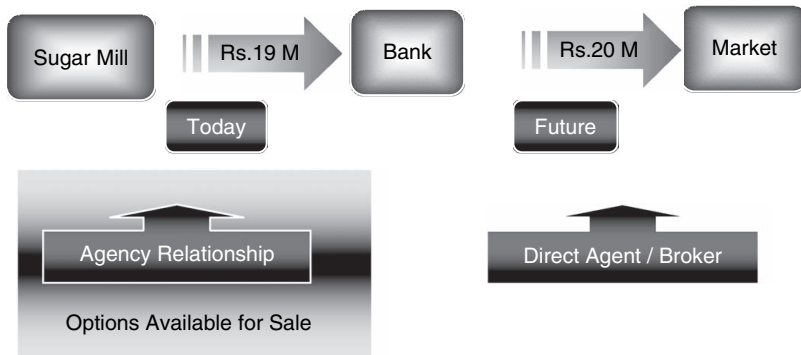 Sugar Mill
Rs.19 M
Bank
Rs.20 M
Market
Today
Future
Agency Relationship
Direct Agent / Broker
Options Available for Sale